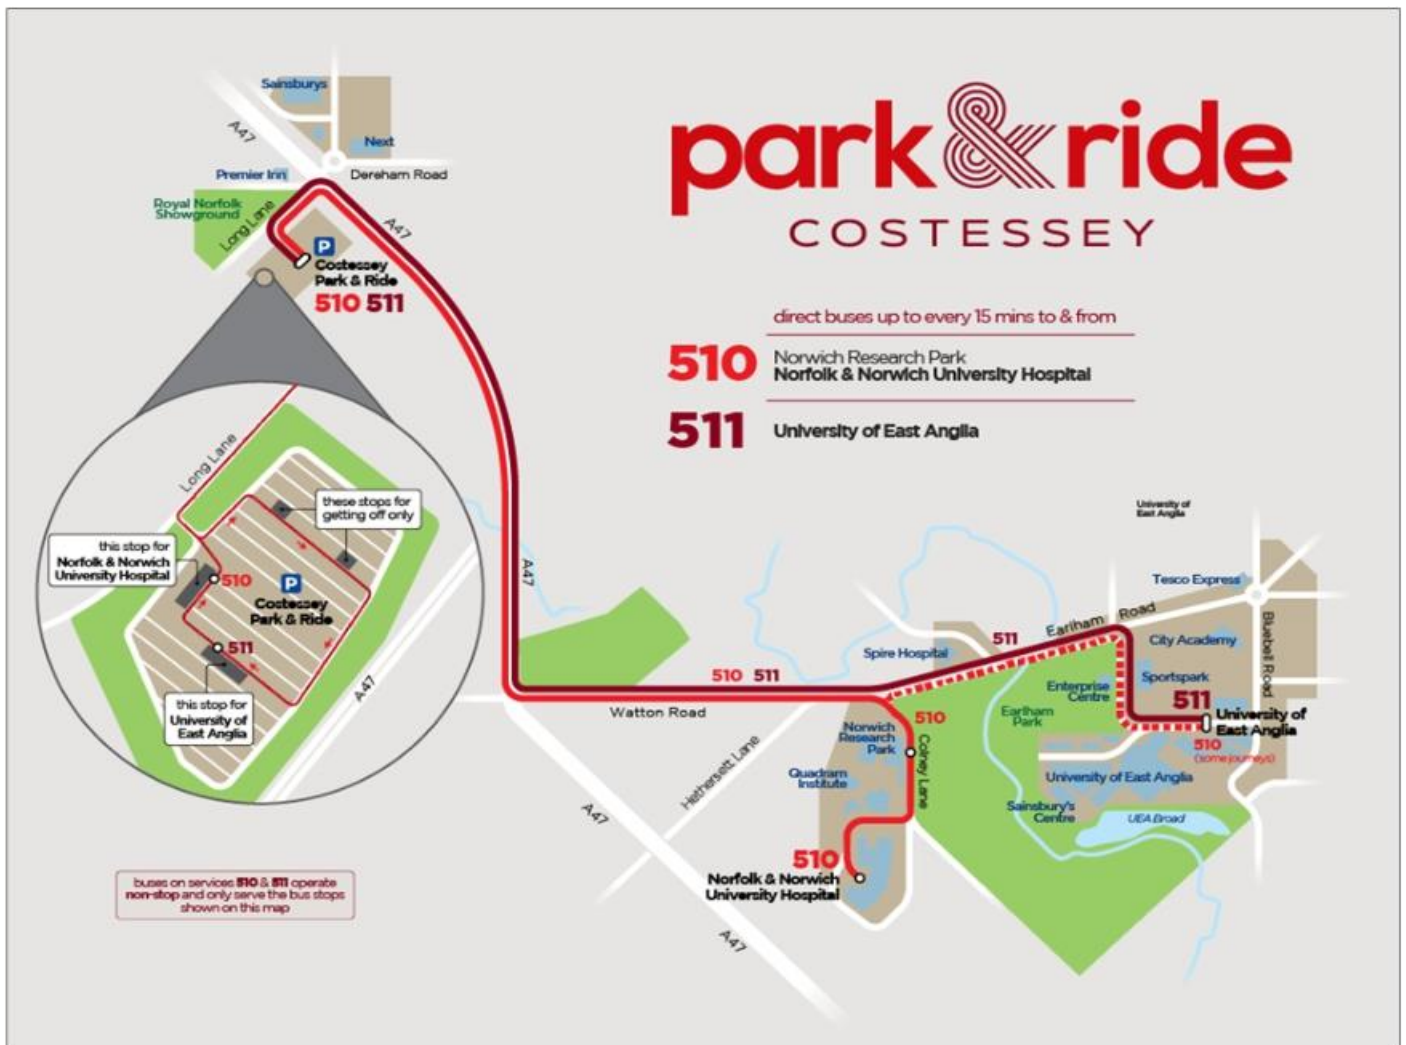 park&ride
COSTESSEY
direct buses up to every 15 mins to & from
510
Norwich Research Park
Norfolk & Norwich University Hospital
511
University of East Anglia
Sainsburys
A47
Next
Premier Inn
Dereham Road
Royal Norfolk
Showground
Long Lane
A47
P
Costessey
Park & Ride
510 511
Long Lane
these stops for
getting off only
this stop for
Norfolk & Norwich
University Hospital
510
P
Costessey
Park & Ride
511
this stop for
University of
East Anglia
A47
A47
510 511
Watton Road
Hethersett Lane
A47
A47
University of
East Anglia
Tesco Express
Earlham Road
511
Spire Hospital
City Academy
Bluebell Road
Sportspark
Enterprise
Centre
511
University of
East Anglia
510
(some journeys)
Earlham
Park
510
Norwich
Research
Park
Colney Lane
Quadram
Institute
University of East Anglia
Sainsbury's
Centre
UEA Broad
510
Norfolk & Norwich
University Hospital
buses on services 510 & 511 operate
non-stop and only serve the bus stops
shown on this map